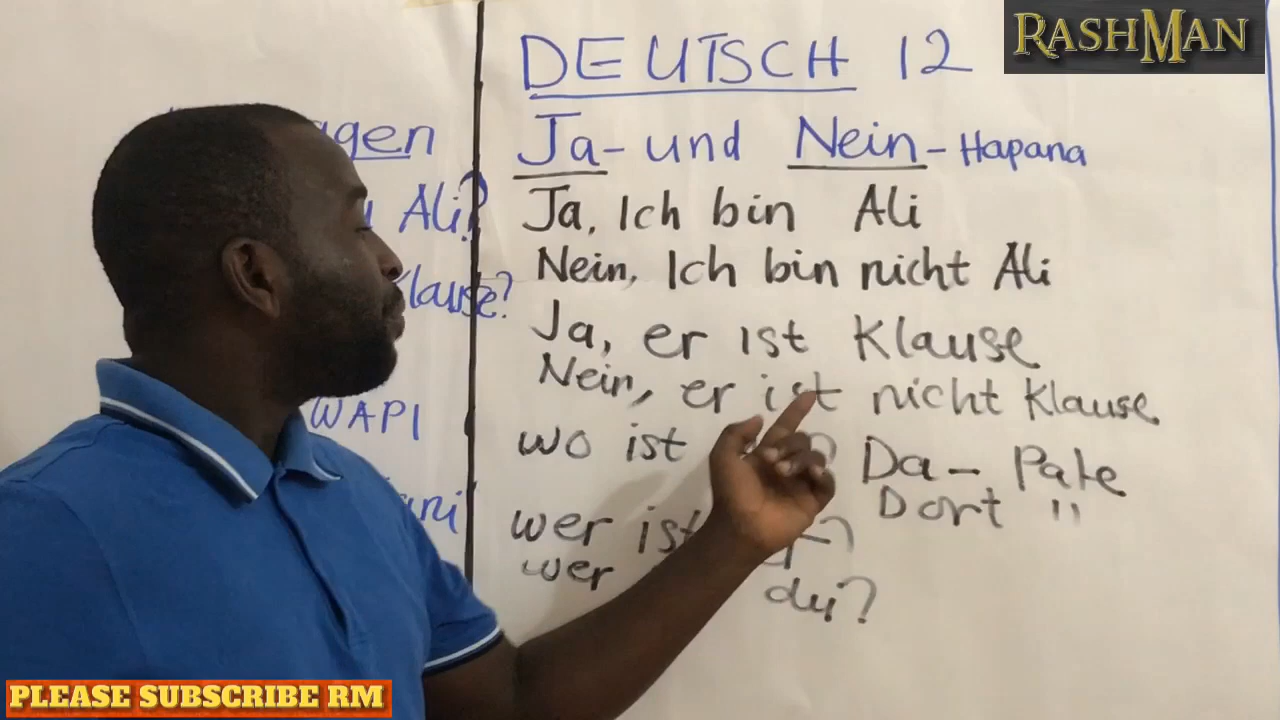 RASHMAN
DEUTSCH 12
Ja - und Nein - Hapana
Ja, Ich bin Ali
Nein, Ich bin nicht Ali
Ja, er ist Klause
Nein, er ist nicht Klause
wo ist ? Da - Pale
Dort "
wer ist ?
wer du?
Ali?
Klause?
WAPI
PLEASE SUBSCRIBE RM